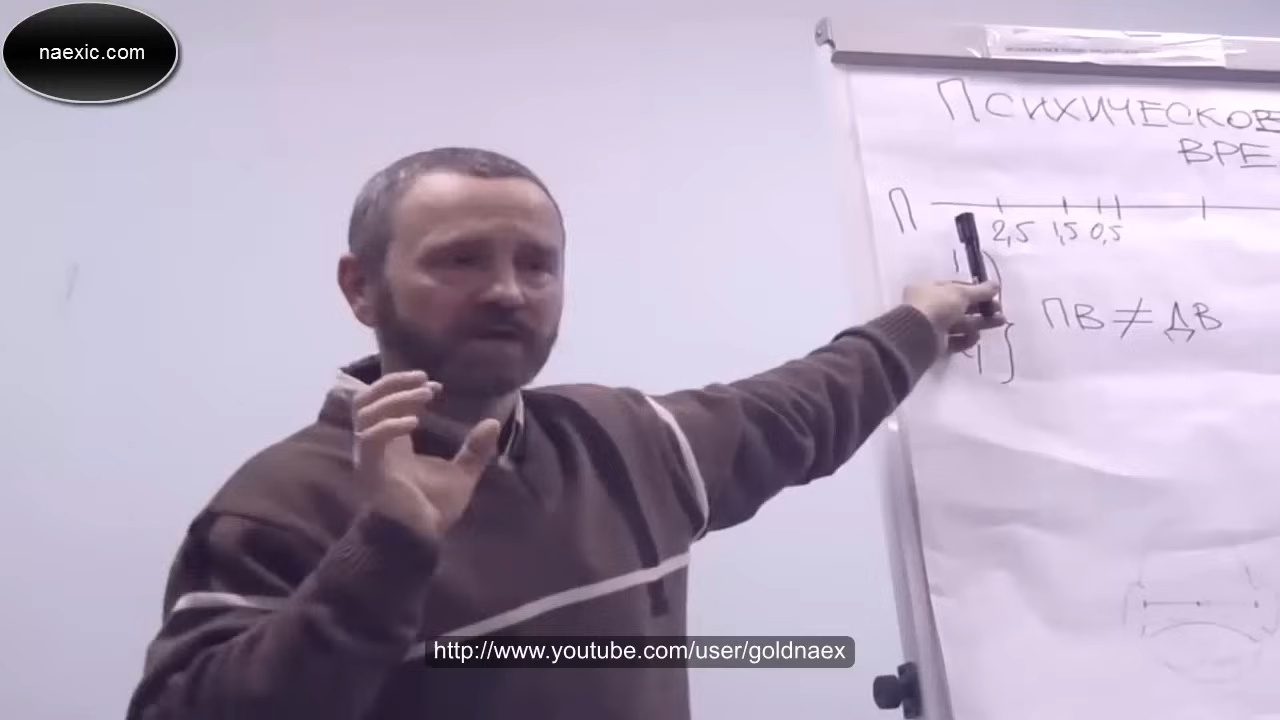 naexic.com
ПСИХИЧЕСКОЕ
ВРЕ
П
2,5 1,5 0,5
ПВ ≠ ДВ
http://www.youtube.com/user/goldnaex